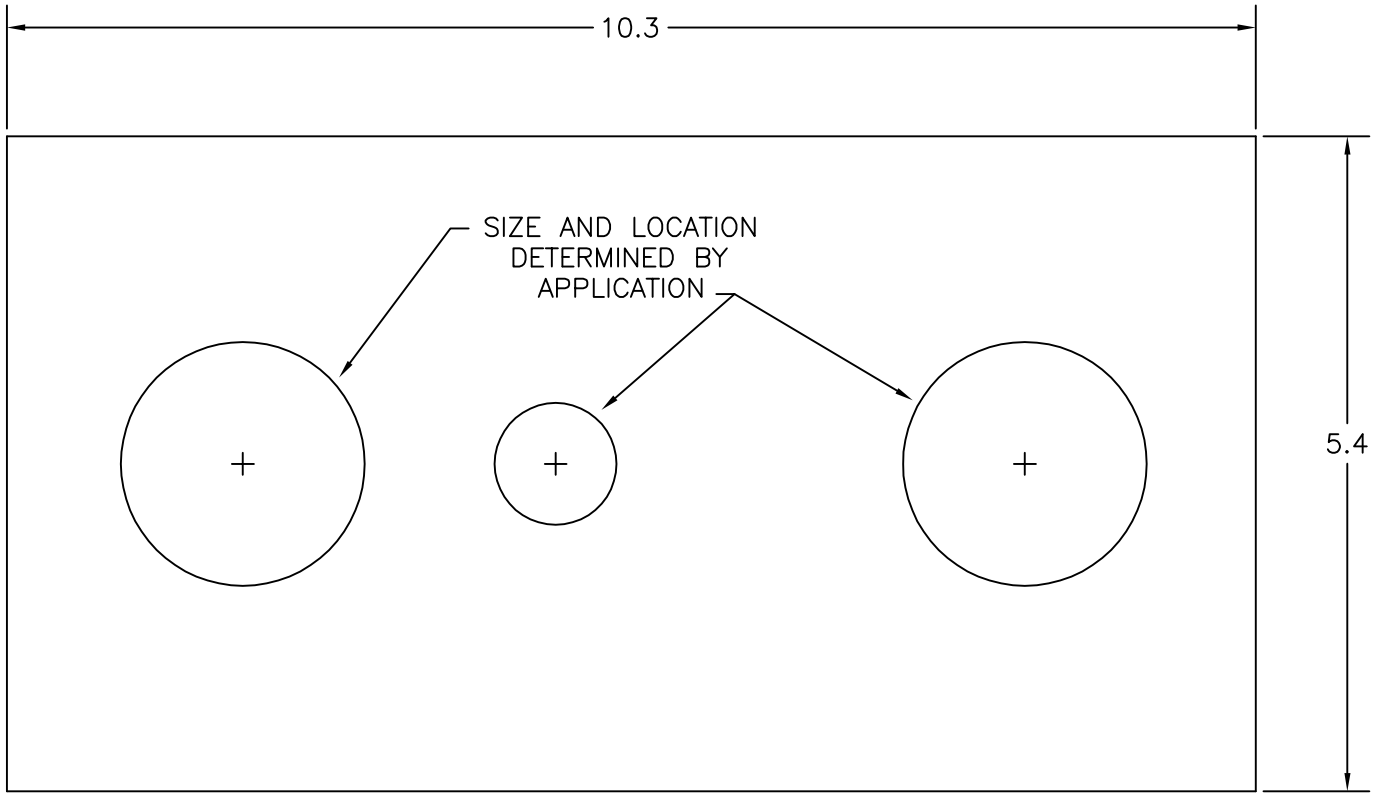 10.3
SIZE AND LOCATION
DETERMINED BY
APPLICATION
5.4